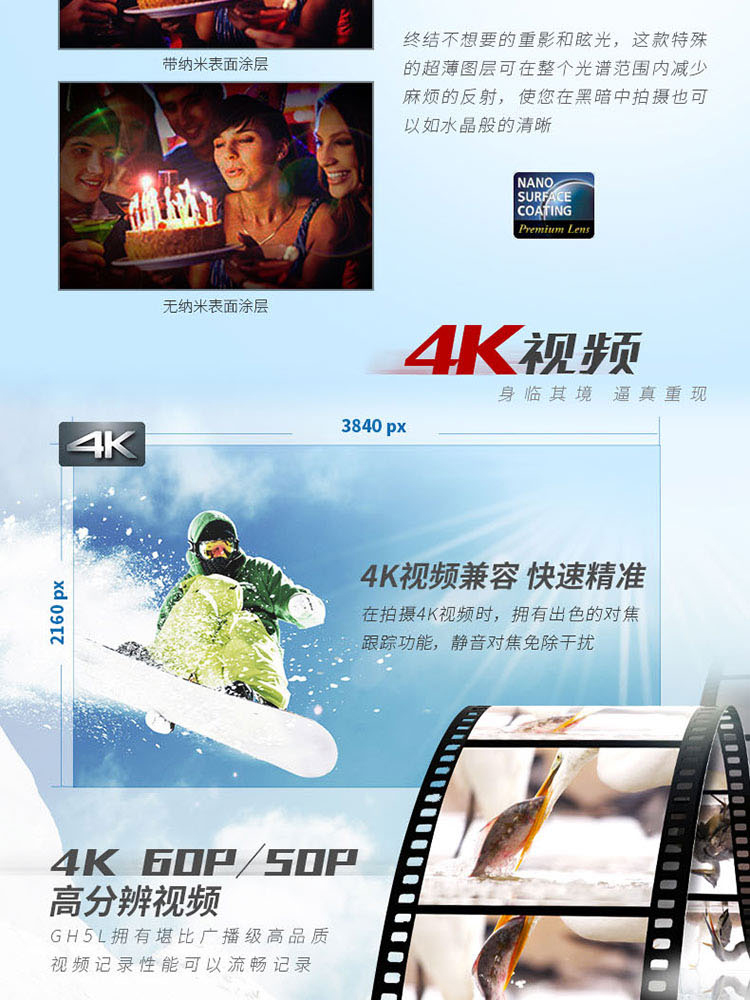 终结不想要的重影和眩光，这款特殊
的超薄图层可在整个光谱范围内减少
麻烦的反射，使您在黑暗中拍摄也可
以如水晶般的清晰
带纳米表面涂层
NANO
SURFACE
COATING
Premium Lens
无纳米表面涂层
4K视频
身临其境 逼真重现
3840 px
4K
2160 px
4K视频兼容 快速精准
在拍摄4K视频时，拥有出色的对焦
跟踪功能，静音对焦免除干扰
4K 60P/50P
高分辨视频
GH5L拥有堪比广播级高品质
视频记录性能可以流畅记录